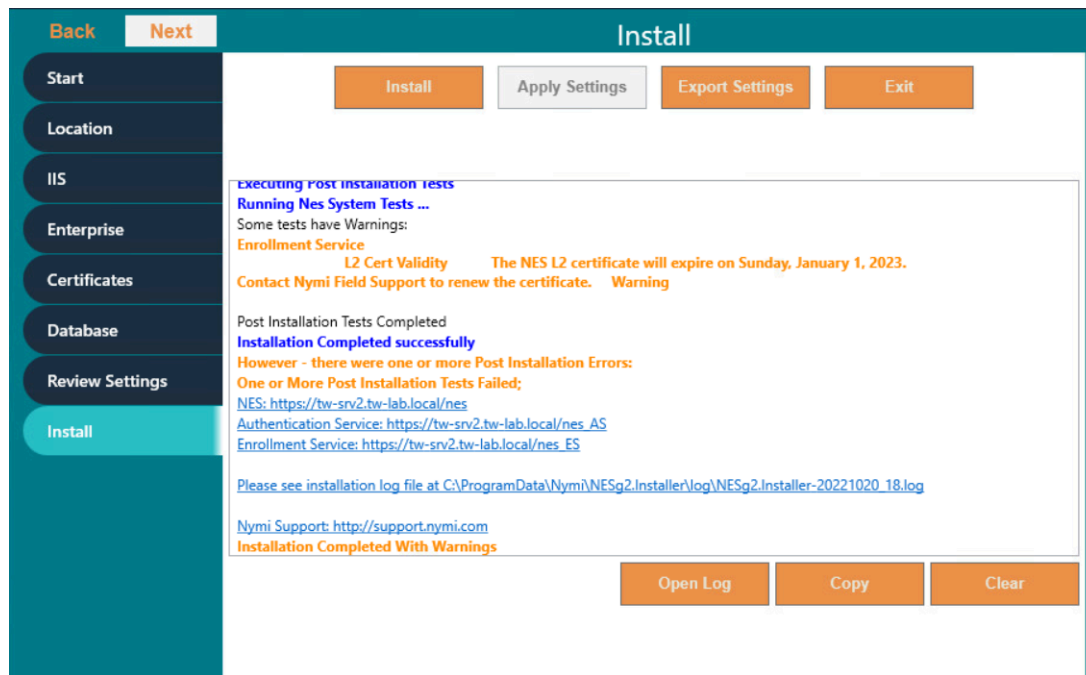 Back Next
Install
Start
Location
IIS
Enterprise
Certificates
Database
Review Settings
Install
Install Apply Settings Export Settings Exit
Executing Post Installation Tests
Running Nes System Tests ...
Some tests have Warnings:
Enrollment Service
L2 Cert Validity The NES L2 certificate will expire on Sunday, January 1, 2023.
Contact Nymi Field Support to renew the certificate. Warning
Post Installation Tests Completed
Installation Completed successfully
However - there were one or more Post Installation Errors:
One or More Post Installation Tests Failed;
NES: https://tw-srv2.tw-lab.local/nes
Authentication Service: https://tw-srv2.tw-lab.local/nes_AS
Enrollment Service: https://tw-srv2.tw-lab.local/nes_ES
Please see installation log file at C:\ProgramData\Nymi\NESg2.Installer\log\NESg2.Installer-20221020_18.log
Nymi Support: http://support.nymi.com
Installation Completed With Warnings
Open Log Copy Clear